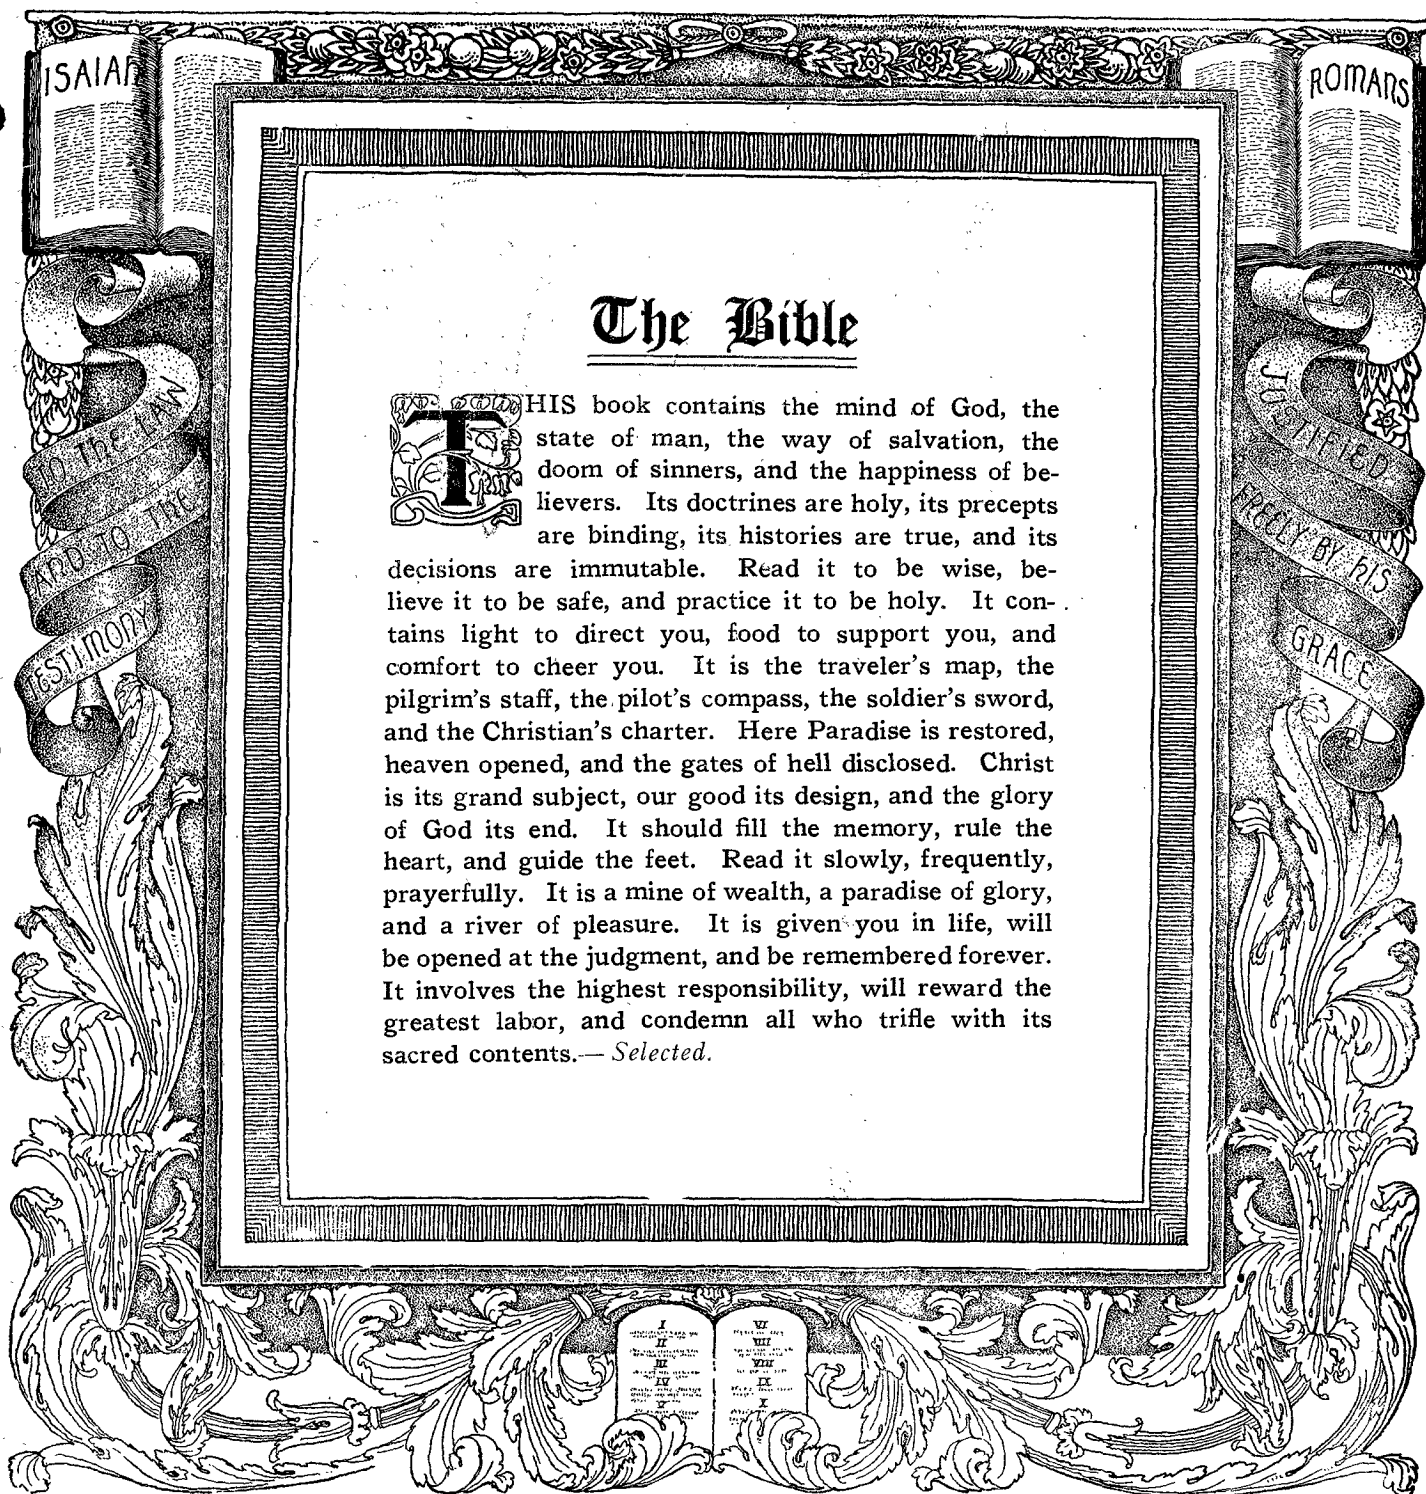 ISAIAH
ROMANS
TO THE LAW
AND TO THE
TESTIMONY
JUSTIFIED
FREELY BY HIS
GRACE
The Bible
THIS book contains the mind of God, the
state of man, the way of salvation, the
doom of sinners, and the happiness of be-
lievers. Its doctrines are holy, its precepts
are binding, its histories are true, and its
decisions are immutable. Read it to be wise, be-
lieve it to be safe, and practice it to be holy. It con-
tains light to direct you, food to support you, and
comfort to cheer you. It is the traveler's map, the
pilgrim's staff, the pilot's compass, the soldier's sword,
and the Christian's charter. Here Paradise is restored,
heaven opened, and the gates of hell disclosed. Christ
is its grand subject, our good its design, and the glory
of God its end. It should fill the memory, rule the
heart, and guide the feet. Read it slowly, frequently,
prayerfully. It is a mine of wealth, a paradise of glory,
and a river of pleasure. It is given you in life, will
be opened at the judgment, and be remembered forever.
It involves the highest responsibility, will reward the
greatest labor, and condemn all who trifle with its
sacred contents.— Selected.
I
II
III
IV
V
VI
VII
VIII
IX
X